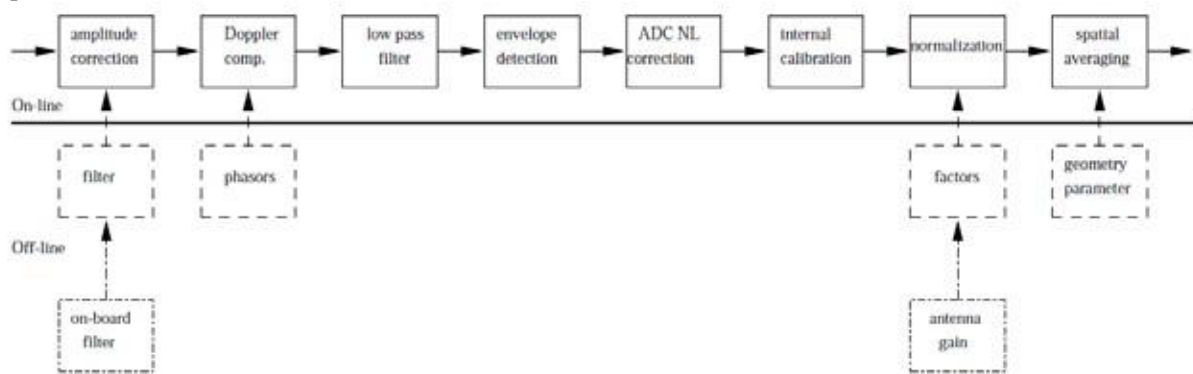 amplitude
correction
Doppler
comp.
low pass
filter
envelope
detection
ADC NL
correction
internal
calibration
normalization
spatial
averaging
On-line
filter
phasors
factors
geometry
parameter
Off-line
on-board
filter
antenna
gain